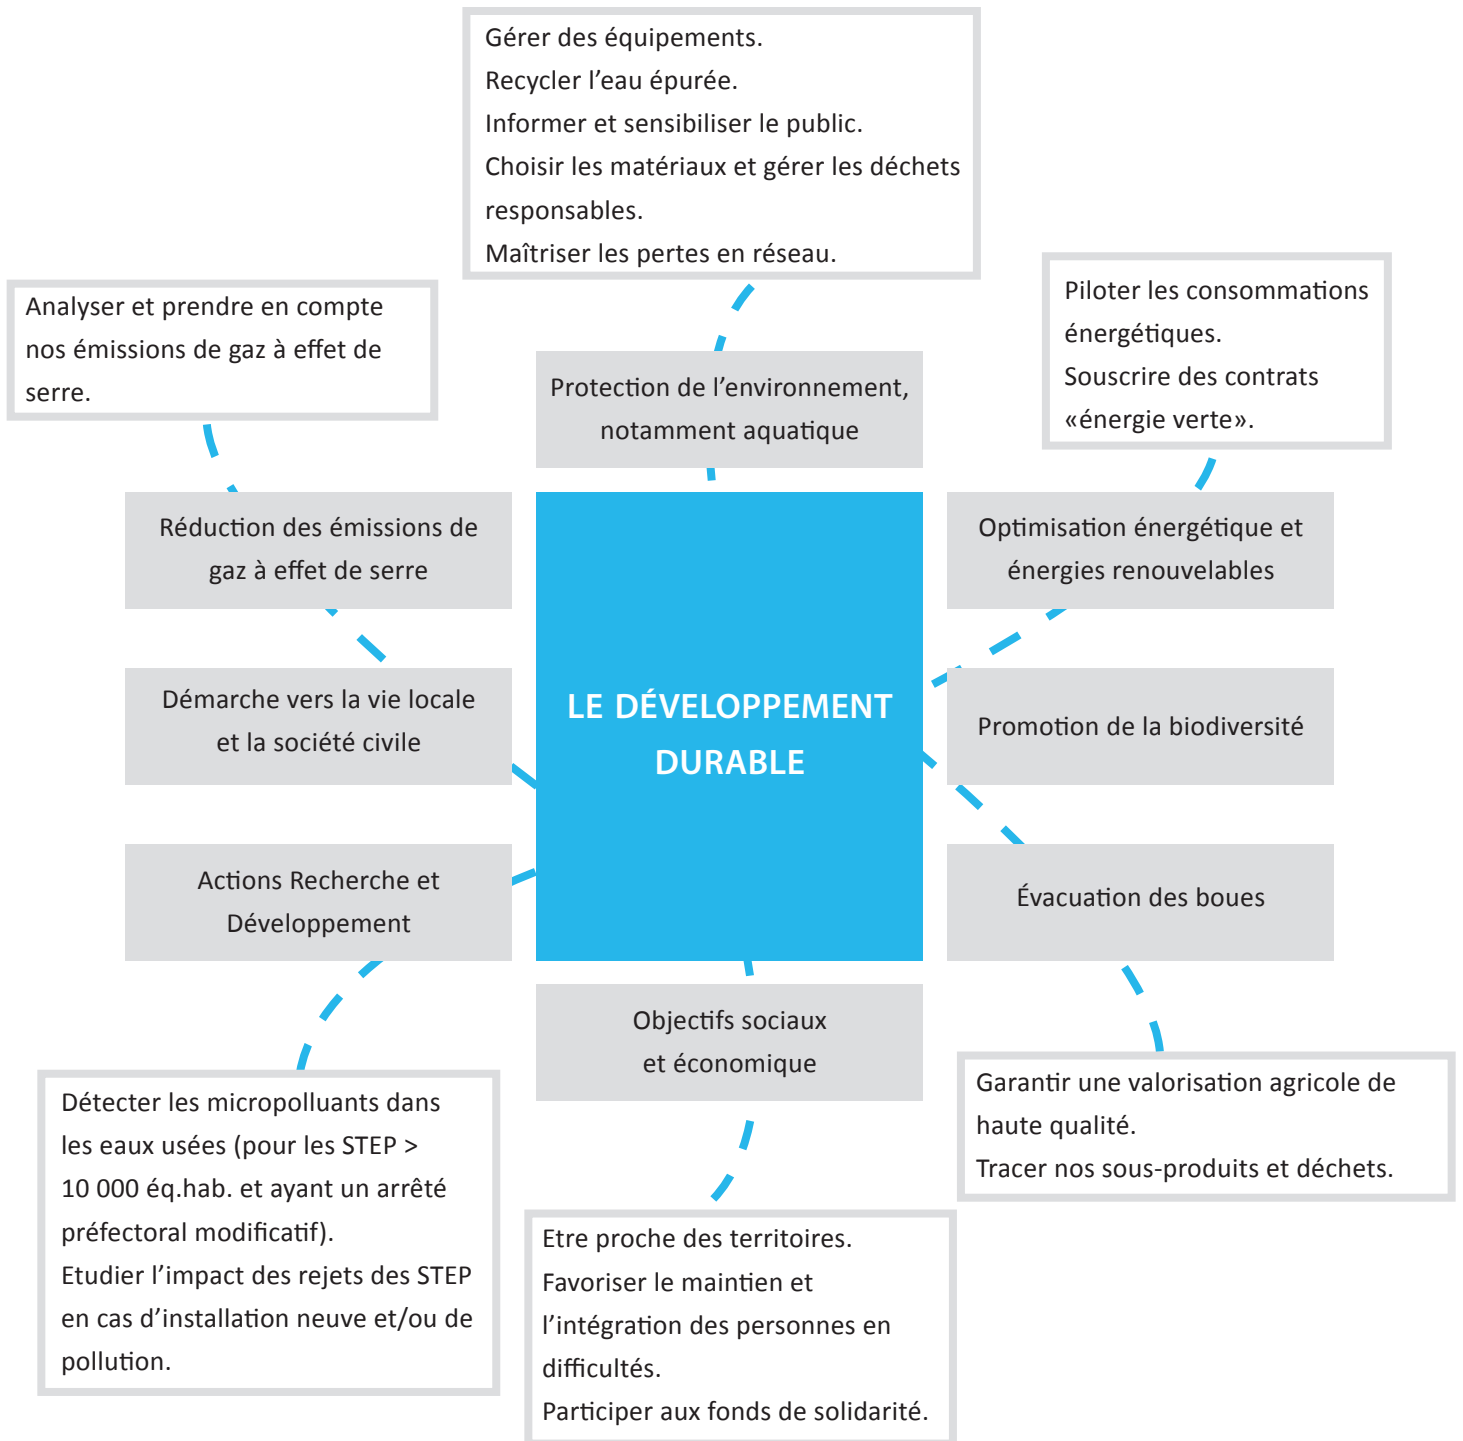 Gérer des équipements.
Recycler l’eau épurée.
Informer et sensibiliser le public.
Choisir les matériaux et gérer les déchets
responsables.
Maîtriser les pertes en réseau.
Analyser et prendre en compte
nos émissions de gaz à effet de
serre.
Piloter les consommations
énergétiques.
Souscrire des contrats
«énergie verte».
Protection de l’environnement,
notamment aquatique
Réduction des émissions de
gaz à effet de serre
Optimisation énergétique et
énergies renouvelables
Démarche vers la vie locale
et la société civile
LE DÉVELOPPEMENT
DURABLE
Promotion de la biodiversité
Actions Recherche et
Développement
Évacuation des boues
Objectifs sociaux
et économique
Détecter les micropolluants dans
les eaux usées (pour les STEP >
10 000 éq.hab. et ayant un arrêté
préfectoral modificatif).
Etudier l’impact des rejets des STEP
en cas d’installation neuve et/ou de
pollution.
Garantir une valorisation agricole de
haute qualité.
Tracer nos sous-produits et déchets.
Etre proche des territoires.
Favoriser le maintien et
l’intégration des personnes en
difficultés.
Participer aux fonds de solidarité.